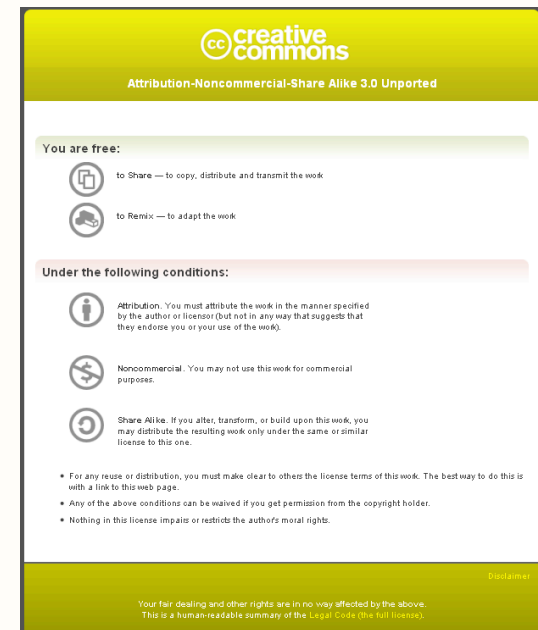 cc creative
commons
Attribution-Noncommercial-Share Alike 3.0 Unported
You are free:
to Share — to copy, distribute and transmit the work
to Remix — to adapt the work
Under the following conditions:
Attribution. You must attribute the work in the manner specified
by the author or licensor (but not in any way that suggests that
they endorse you or your use of the work).
Noncommercial. You may not use this work for commercial
purposes.
Share Alike. If you alter, transform, or build upon this work, you
may distribute the resulting work only under the same or similar
license to this one.
• For any reuse or distribution, you must make clear to others the license terms of this work. The best way to do this is
with a link to this web page.
• Any of the above conditions can be waived if you get permission from the copyright holder.
• Nothing in this license impairs or restricts the author's moral rights.
Disclaimer
Your fair dealing and other rights are in no way affected by the above.
This is a human-readable summary of the Legal Code (the full license).